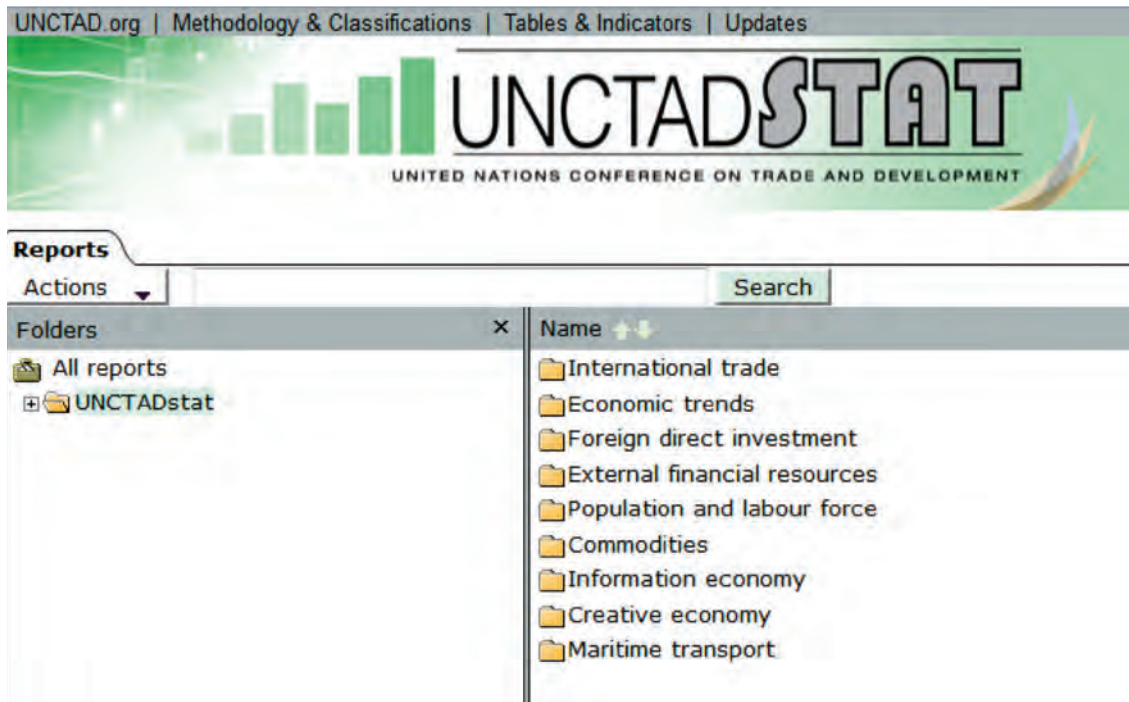 UNCTAD.org | Methodology & Classifications | Tables & Indicators | Updates
UNCTADSTAT
UNITED NATIONS CONFERENCE ON TRADE AND DEVELOPMENT
Reports
Actions Search
Folders × Name
All reports
UNCTADstat
International trade
Economic trends
Foreign direct investment
External financial resources
Population and labour force
Commodities
Information economy
Creative economy
Maritime transport